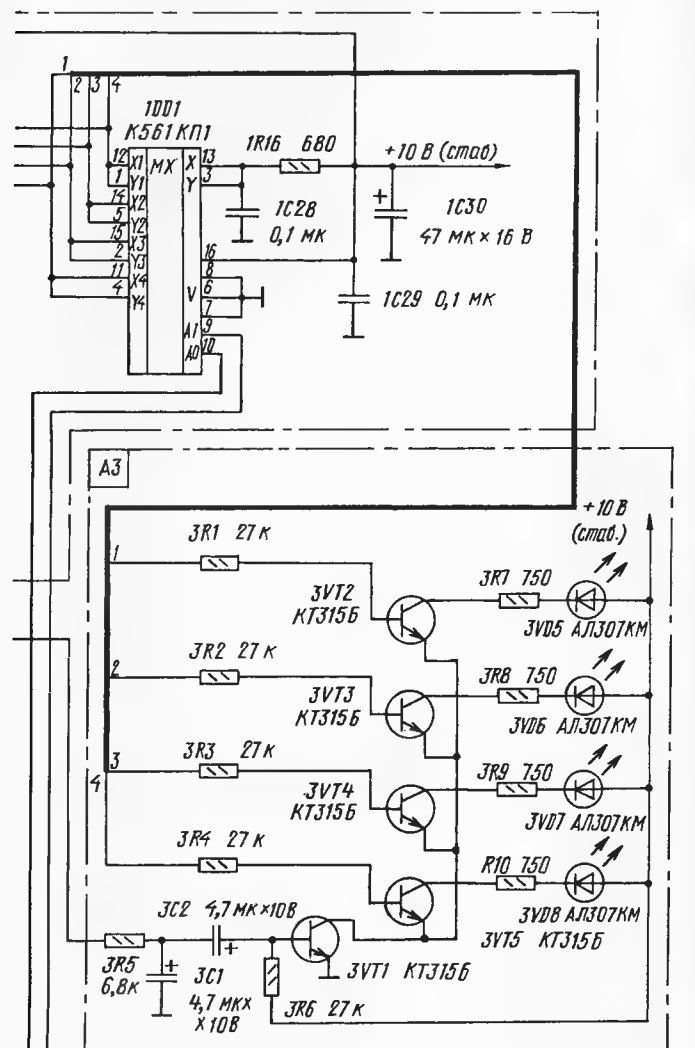 1
2 3 4
1DD1
К561КП1
1R16 680
+10 В (стаб)
12 X1 MX X 13
1 Y1 Y 3
14 X2
5 Y2
15 X3
2 Y3 16
11 X4 8
4 Y4 V 6
7
A1 9
A0 10
1С28
0,1 мк
1С30
47 мк × 16 В
1С29 0,1 мк
А3
+10 В
(стаб.)
1
3R1 27 к
3VT2
КТ315Б
3R7 750
3VD5 АЛ307КМ
2
3R2 27 к
3VT3
КТ315Б
3R8 750
3VD6 АЛ307КМ
3
4
3R3 27 к
3VT4
КТ315Б
3R9 750
3VD7 АЛ307КМ
3R4 27 к
R10 750
3VD8 АЛ307КМ
3VT5 КТ315Б
3С2 4,7 мк×10В
3R5
6,8к
+
3С1
4,7 мк×
×10В
3VT1 КТ315Б
3R6 27 к